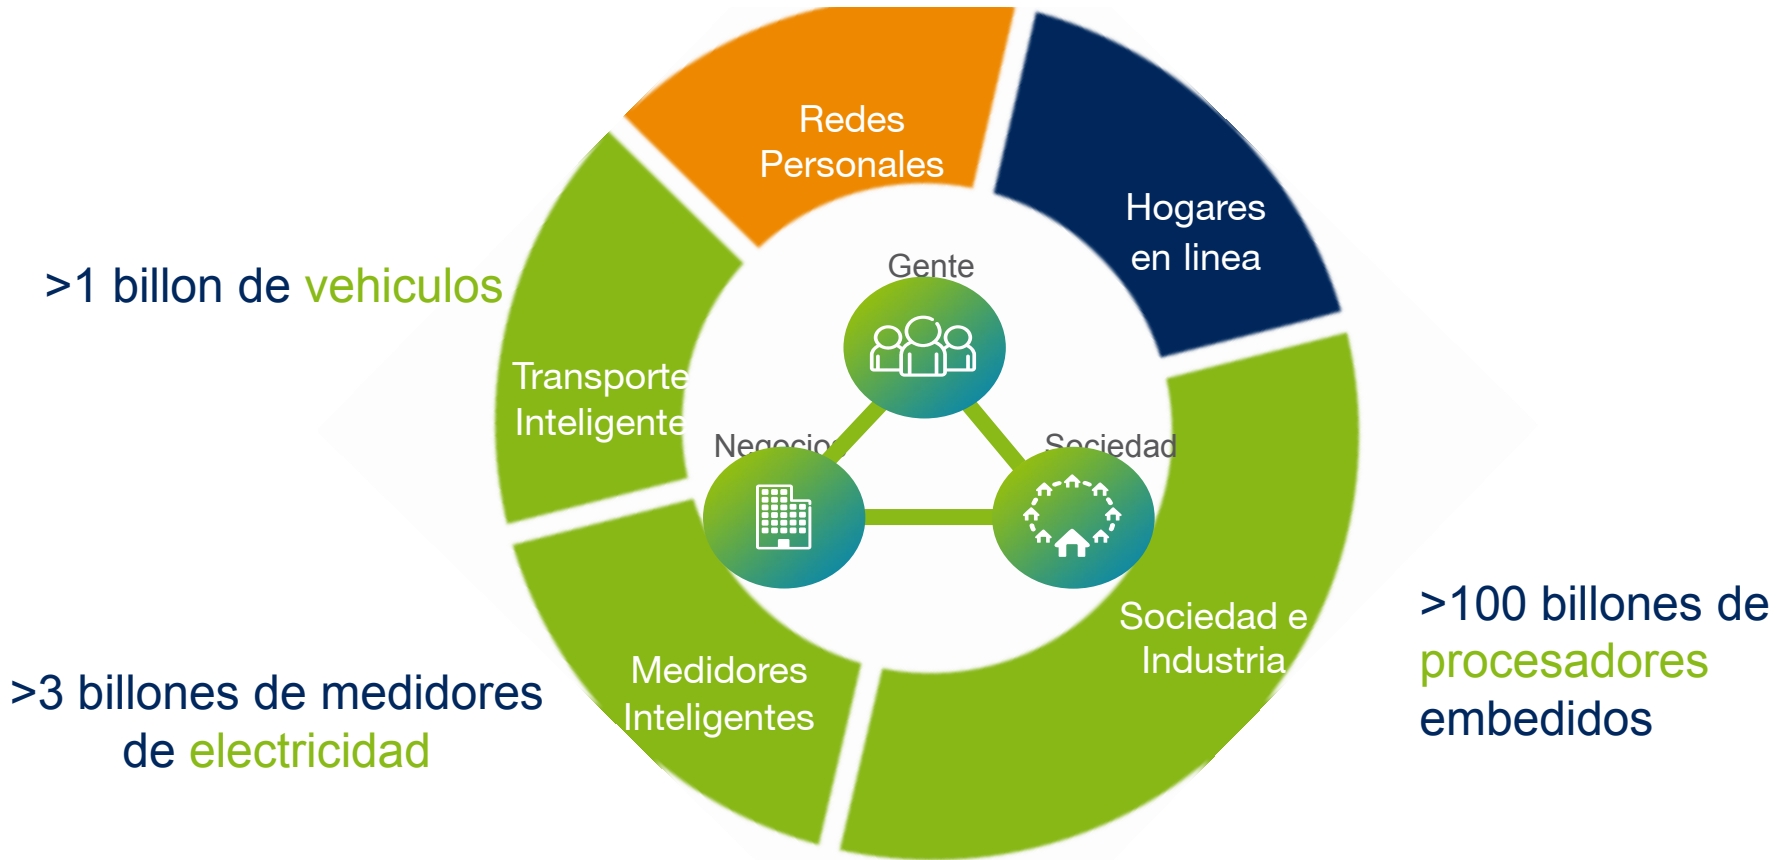 Redes
Personales
Hogares
en linea
Gente
>1 billon de vehiculos
Transporte
Inteligente
Negocios
Sociedad
Sociedad e
Industria
>100 billones de
procesadores
embedidos
Medidores
Inteligentes
>3 billones de medidores
de electricidad